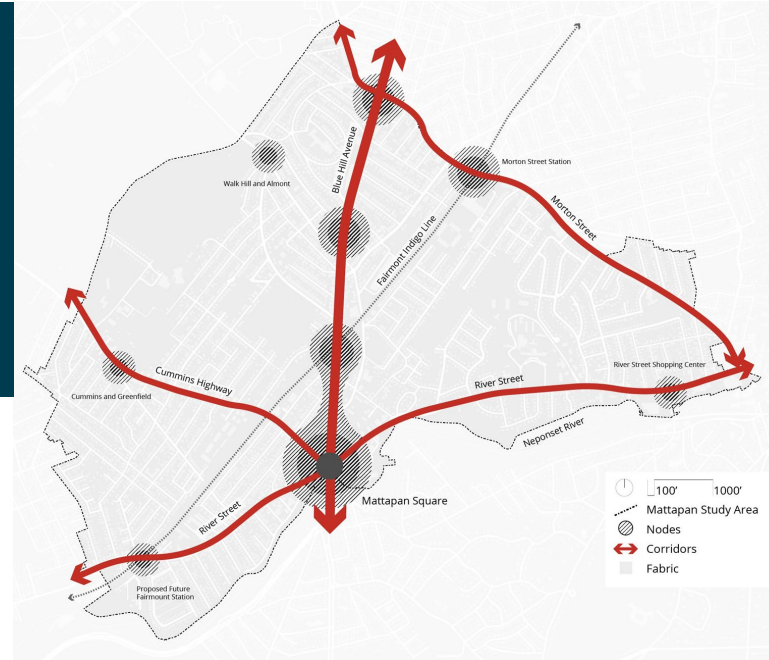 Blue Hill Avenue
Walk Hill and Almont
Morton Street Station
Morton Street
Fairmont Indigo Line
Cummins Highway
Cummins and Greenfield
River Street Shopping Center
River Street
Neponset River
Mattapan Square
River Street
Proposed Future
Fairmount Station
100' 1000'
Mattapan Study Area
Nodes
Corridors
Fabric